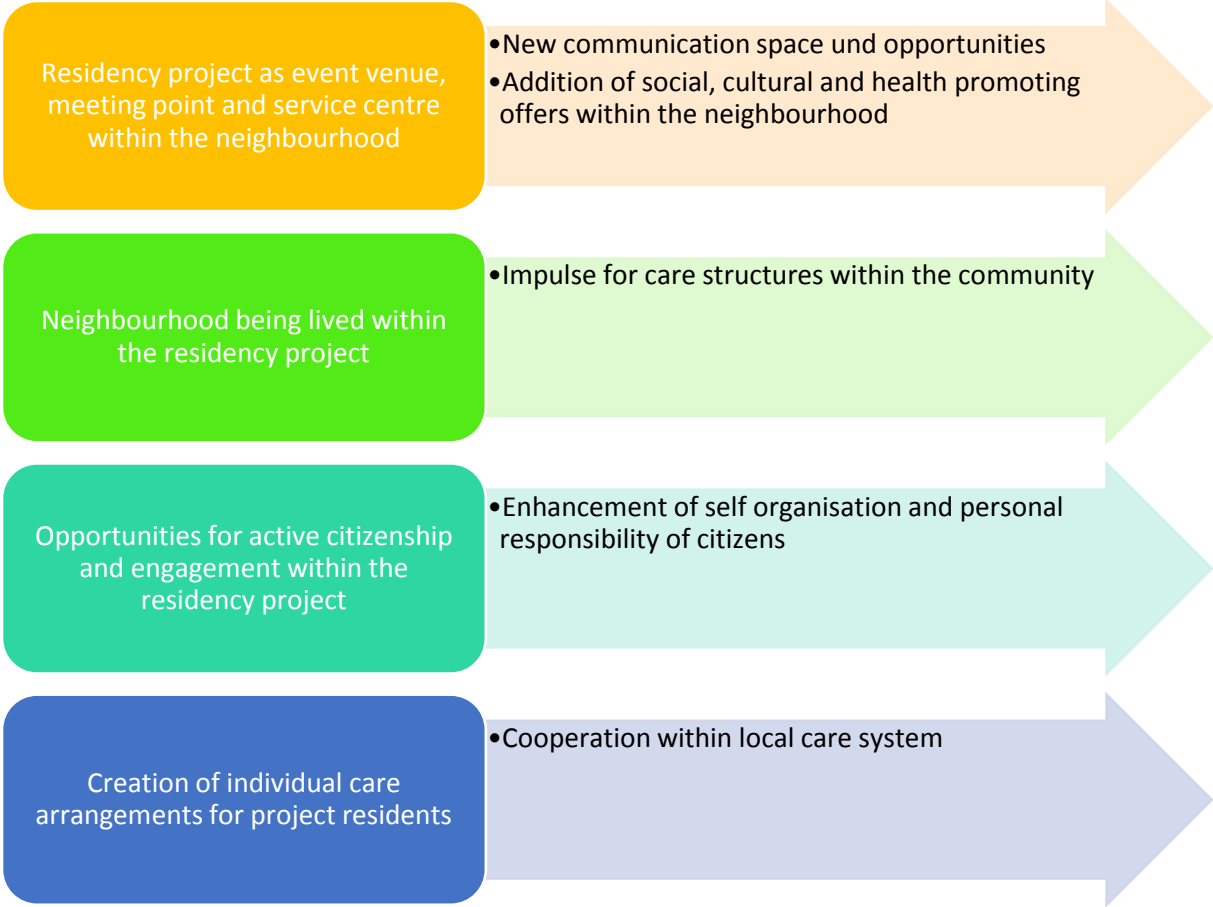 Residency project as event venue,
meeting point and service centre
within the neighbourhood
•New communication space und opportunities
•Addition of social, cultural and health promoting
offers within the neighbourhood
Neighbourhood being lived within
the residency project
•Impulse for care structures within the community
Opportunities for active citizenship
and engagement within the
residency project
•Enhancement of self organisation and personal
responsibility of citizens
Creation of individual care
arrangements for project residents
•Cooperation within local care system